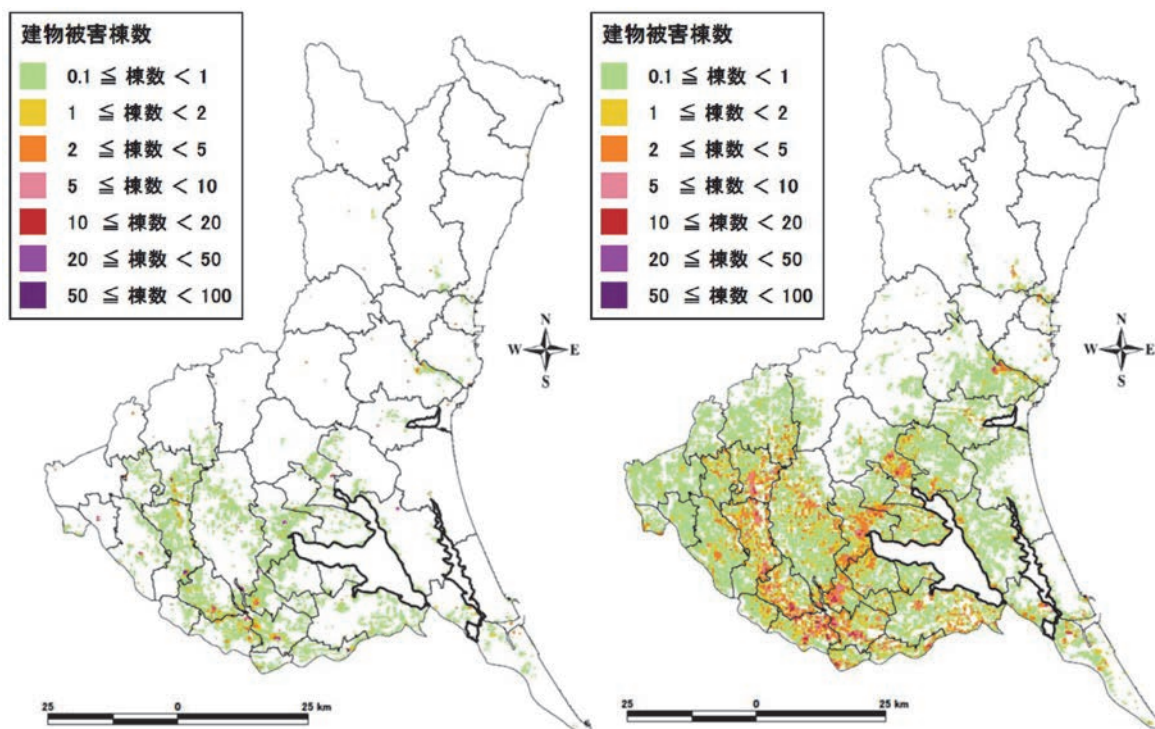 建物被害棟数
0.1 ≦ 棟数 < 1
1 ≦ 棟数 < 2
2 ≦ 棟数 < 5
5 ≦ 棟数 < 10
10 ≦ 棟数 < 20
20 ≦ 棟数 < 50
50 ≦ 棟数 < 100
N
W E
S
25 0 25 km
建物被害棟数
0.1 ≦ 棟数 < 1
1 ≦ 棟数 < 2
2 ≦ 棟数 < 5
5 ≦ 棟数 < 10
10 ≦ 棟数 < 20
20 ≦ 棟数 < 50
50 ≦ 棟数 < 100
N
W E
S
25 0 25 km